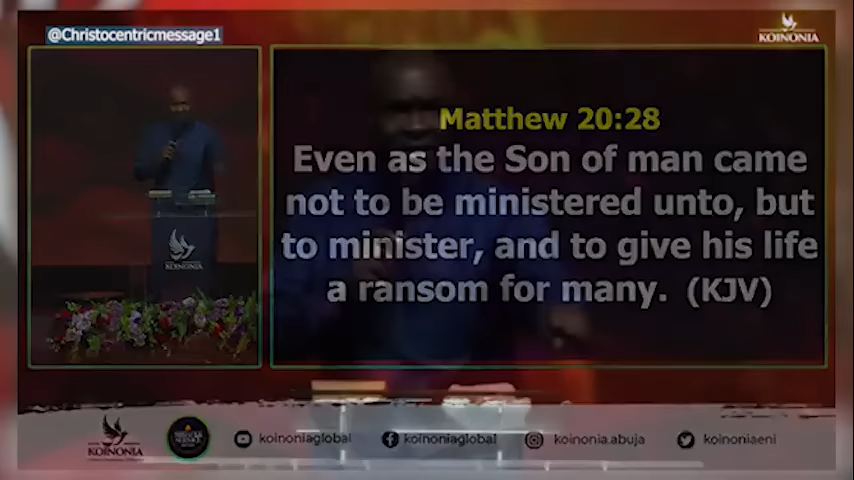 @Christocentricmessage1
KOINONIA
Matthew 20:28
Even as the Son of man came
not to be ministered unto, but
to minister, and to give his life
a ransom for many. (KJV)
KOINONIA
KOINONIA
koinoniaglobal
koinoniaglobal
koinonia.abuja
koinoniaeni